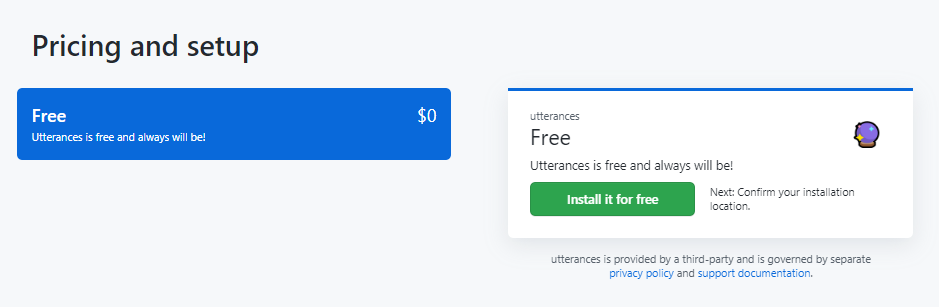 Pricing and setup
Free $0
Utterances is free and always will be!
utterances
Free
Utterances is free and always will be!
Install it for free
Next: Confirm your installation
location.
utterances is provided by a third-party and is governed by separate
privacy policy and support documentation.